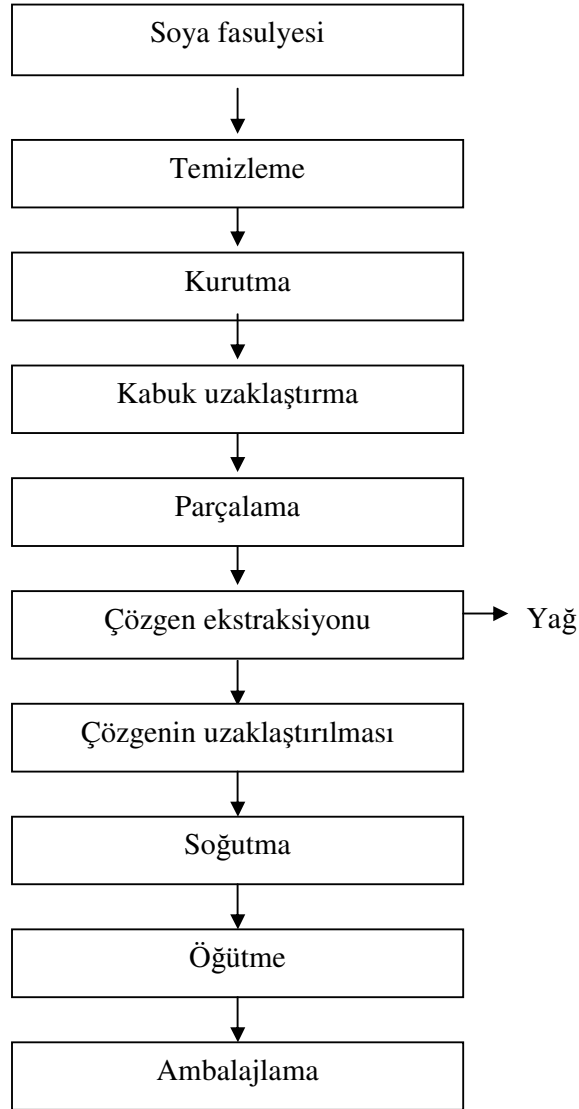 Soya fasulyesi
Temizleme
Kurutma
Kabuk uzaklaştırma
Parçalama
Çözgen ekstraksiyonu
Yağ
Çözgenin uzaklaştırılması
Soğutma
Öğütme
Ambalajlama